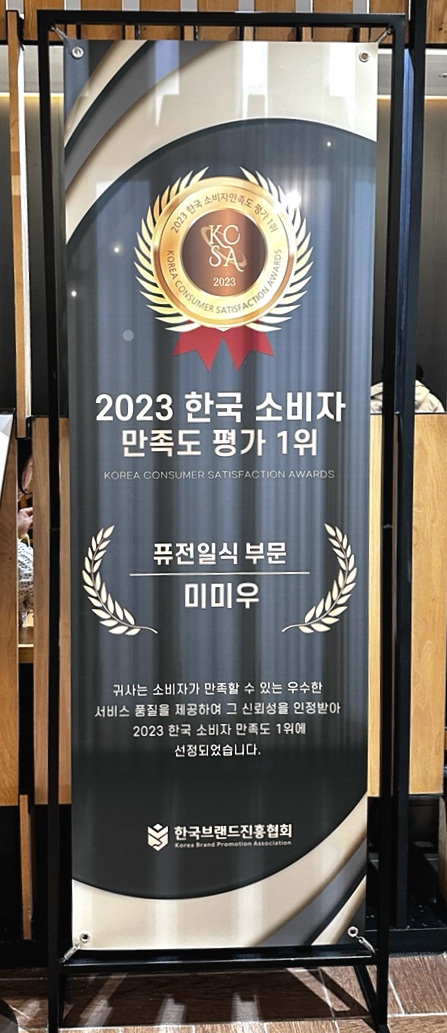 2023 한국 소비자만족도 평가 1위
KC
SA
2023
KOREA CONSUMER SATISFACTION AWARDS
2023 한국 소비자
만족도 평가 1위
KOREA CONSUMER SATISFACTION AWARDS
퓨전일식 부문
미미우
귀사는 소비자가 만족할 수 있는 우수한
서비스 품질을 제공하여 그 신뢰성을 인정받아
2023 한국 소비자 만족도 1위에
선정되었습니다.
한국브랜드진흥협회
Korea Brand Promotion Association